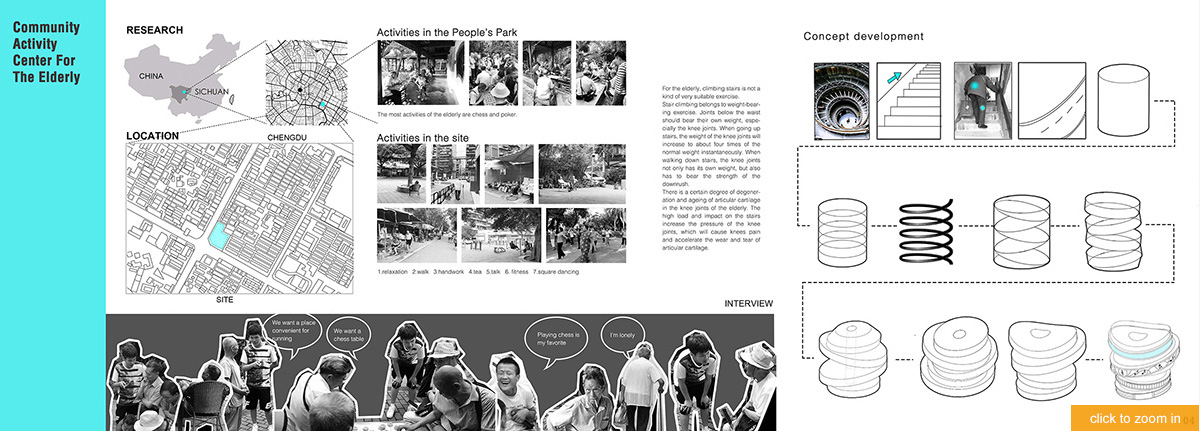 Community
Activity
Center For
The Elderly
RESEARCH
CHINA
SICHUAN
LOCATION
CHENGDU
SITE
Activities in the People's Park
The most activities of the elderly are chess and poker.
Activities in the site
1.relaxation 2.walk 3.handwork 4.tea 5.talk 6. fitness 7.square dancing
For the elderly, climbing stairs is not a
kind of very suitable exercise.
Stair climbing belongs to weight-bear-
ing exercise. Joints below the waist
should bear their own weight, espe-
cially the knee joints. When going up
stairs, the weight of the knee joints will
increase to about four times of the
normal weight instantaneously. When
walking down stairs, the knee joints
not only has its own weight, but also
has to bear the strength of the
downrush.
There is a certain degree of degener-
ation and ageing of articular cartilage
in the knee joints of the elderly. The
high load and impact on the stairs
increase the pressure of the knee
joints, which will cause knees pain
and accelerate the wear and tear of
articular cartilage.
INTERVIEW
We want a place
convenient for
running
We want a
chess table
Playing chess is
my favorite
I'm lonely
Concept development
click to zoom in
04